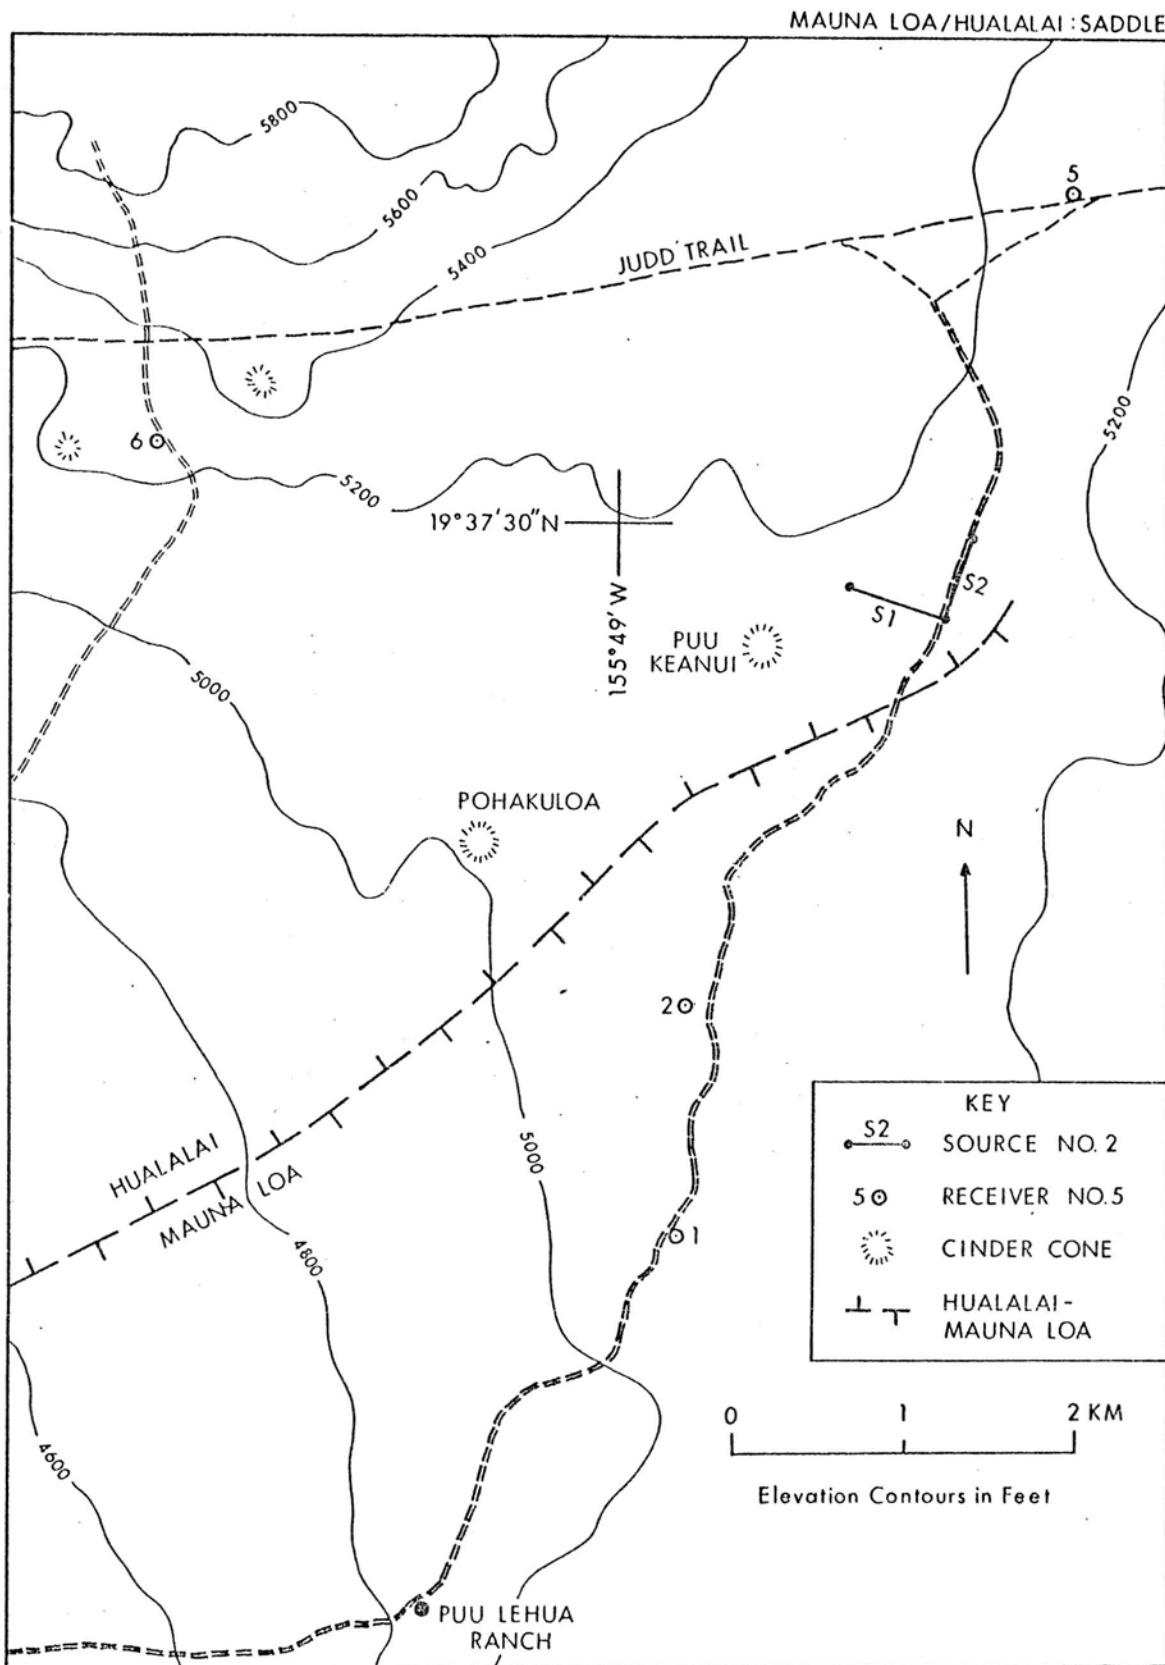 MAUNA LOA/HUALALAI : SADDLE
5800
5600
5400
JUDD TRAIL
5
6
5200
5200
19°37'30"N
155°49'W
S1
S2
PUU
KEANUI
5000
POHAKULOA
N
2
HUALALAI
MAUNA LOA
5000
1
4800
4600
KEY
S2
SOURCE NO. 2
5
RECEIVER NO. 5
CINDER CONE
HUALALAI-
MAUNA LOA
0 1 2 KM
Elevation Contours in Feet
PUU LEHUA
RANCH